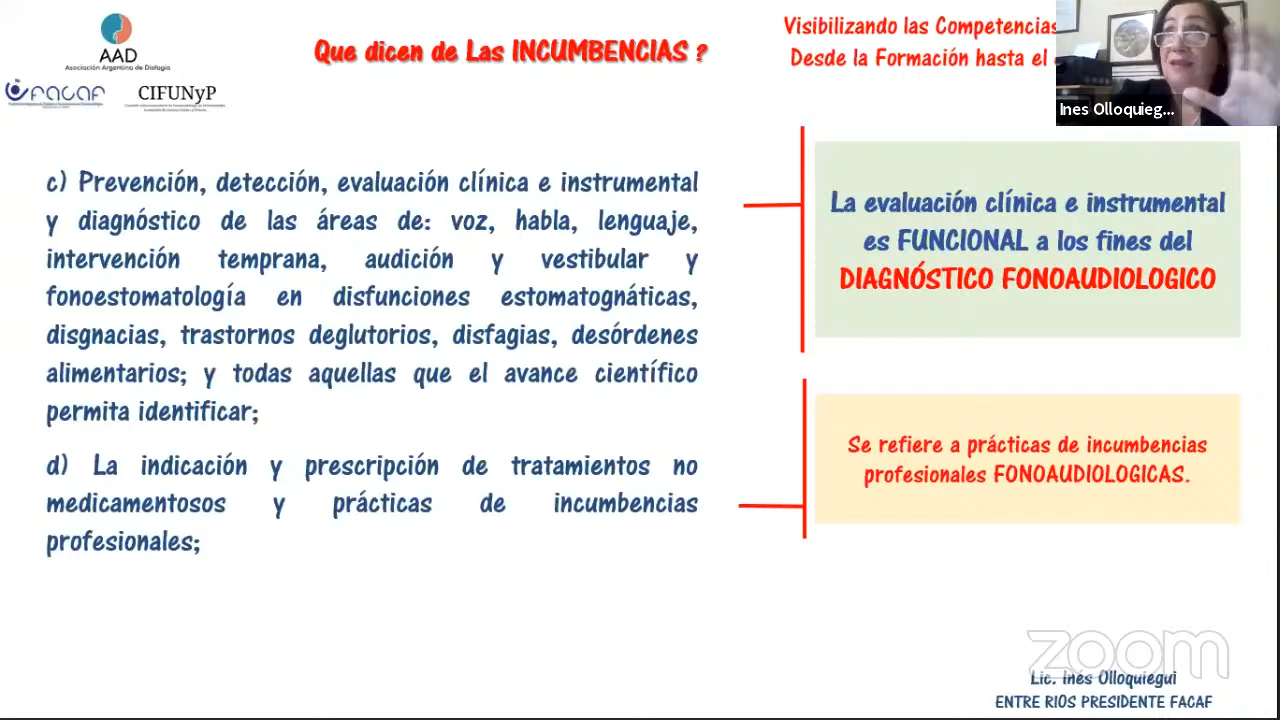 AAD
Asociación Argentina de Disfagia
FACAF
CIFUNyP
Que dicen de Las INCUMBENCIAS ?
Visibilizando las Competencias
Desde la Formación hasta el
Ines Olloquieg...
c) Prevención, detección, evaluación clínica e instrumental
y diagnóstico de las áreas de: voz, habla, lenguaje,
intervención temprana, audición y vestibular y
fonoestomatología en disfunciones estomatognáticas,
disgnacias, trastornos deglutorios, disfagias, desórdenes
alimentarios; y todas aquellas que el avance científico
permita identificar;
d) La indicación y prescripción de tratamientos no
medicamentosos y prácticas de incumbencias
profesionales;
La evaluación clínica e instrumental
es FUNCIONAL a los fines del
DIAGNÓSTICO FONOAUDIOLOGICO
Se refiere a prácticas de incumbencias
profesionales FONOAUDIOLOGICAS.
zoom
Lic. Inés Olloquiegui
ENTRE RIOS PRESIDENTE FACAF